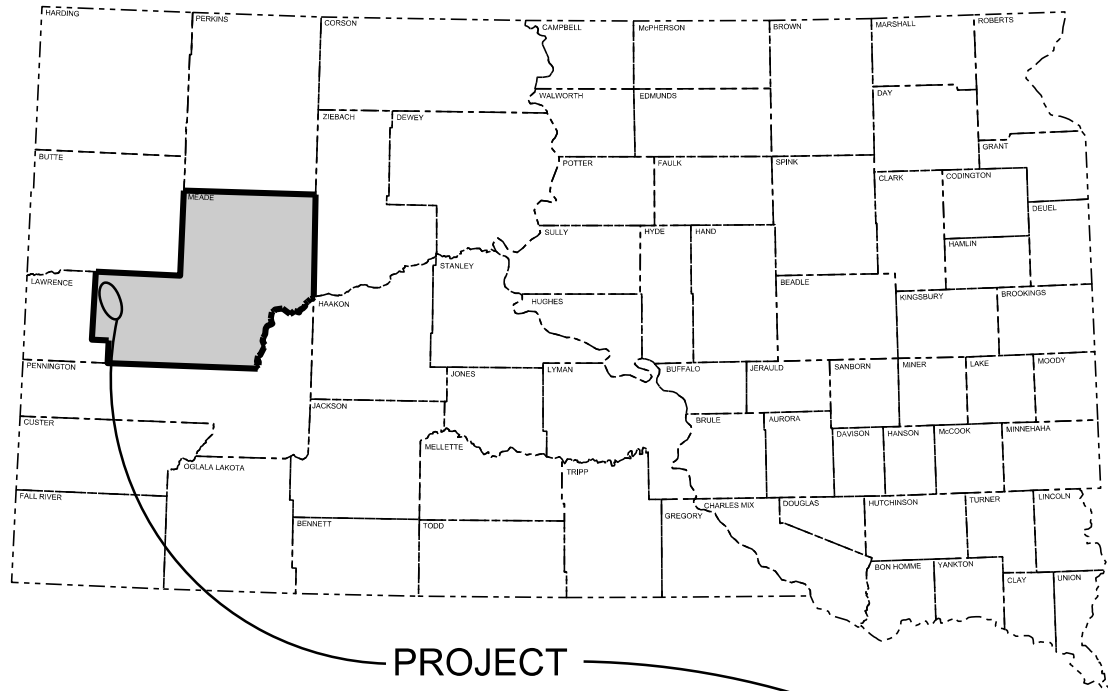 HARDING
PERKINS
CORSON
CAMPBELL
McPHERSON
BROWN
MARSHALL
ROBERTS
WALWORTH
EDMUNDS
DAY
ZIEBACH
DEWEY
GRANT
BUTTE
POTTER
FAULK
SPINK
CLARK
CODINGTON
MEADE
DEUEL
SULLY
HYDE
HAND
HAMLIN
STANLEY
LAWRENCE
BEADLE
HAAKON
HUGHES
KINGSBURY
BROOKINGS
PENNINGTON
JONES
LYMAN
BUFFALO
JERAULD
SANBORN
MINER
LAKE
MOODY
JACKSON
CUSTER
BRULE
AURORA
DAVISON
HANSON
McCOOK
MINNEHAHA
MELLETTE
OGLALA LAKOTA
TRIPP
FALL RIVER
GREGORY
CHARLES MIX
DOUGLAS
HUTCHINSON
TURNER
LINCOLN
BENNETT
TODD
BON HOMME
YANKTON
CLAY
UNION
PROJECT